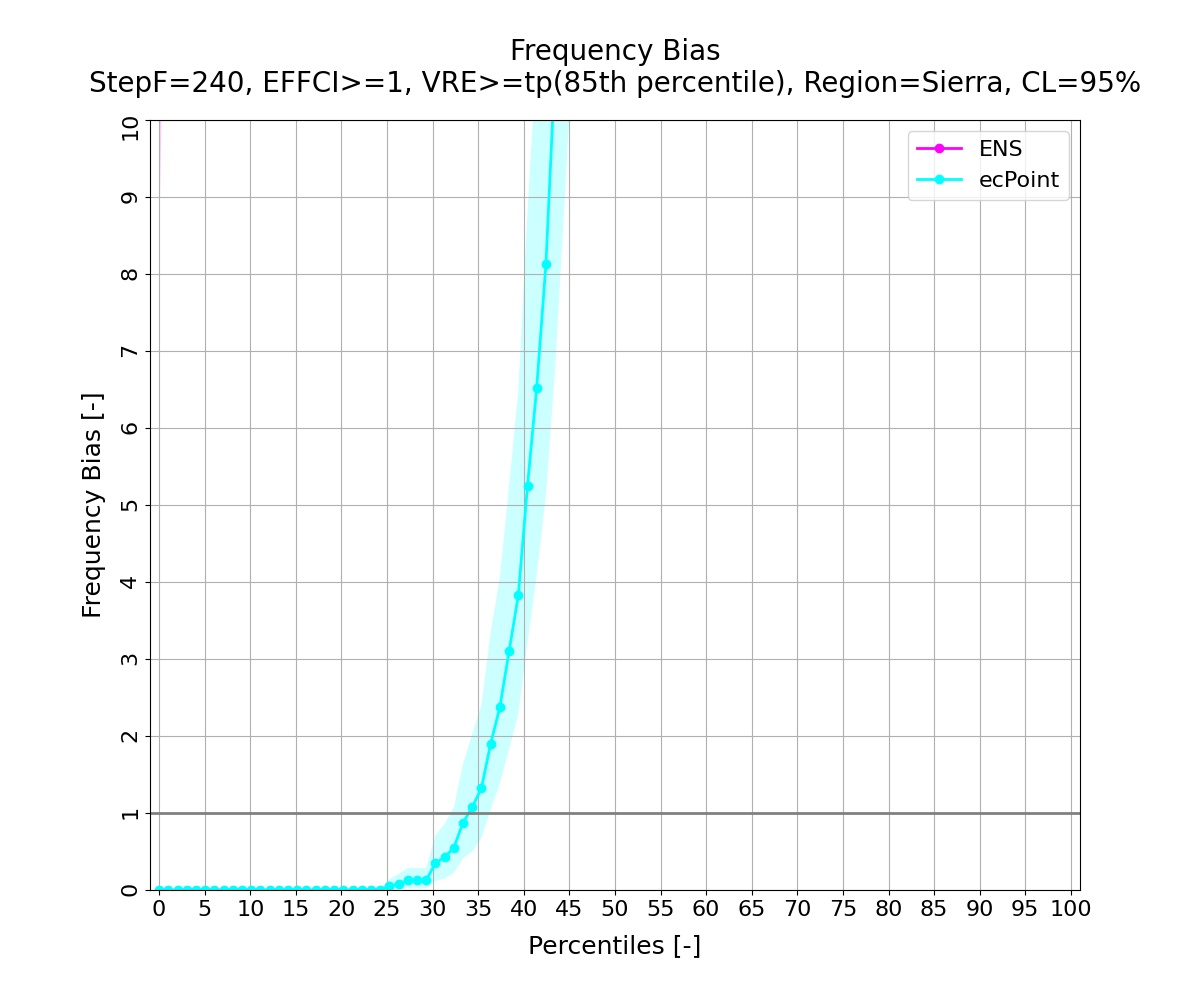 Frequency Bias
StepF=240, EFFCI>=1, VRE>=tp(85th percentile), Region=Sierra, CL=95%
ENS
ecPoint
Frequency Bias [-]
10
9
8
7
6
5
4
3
2
1
0
0 5 10 15 20 25 30 35 40 45 50 55 60 65 70 75 80 85 90 95 100
Percentiles [-]